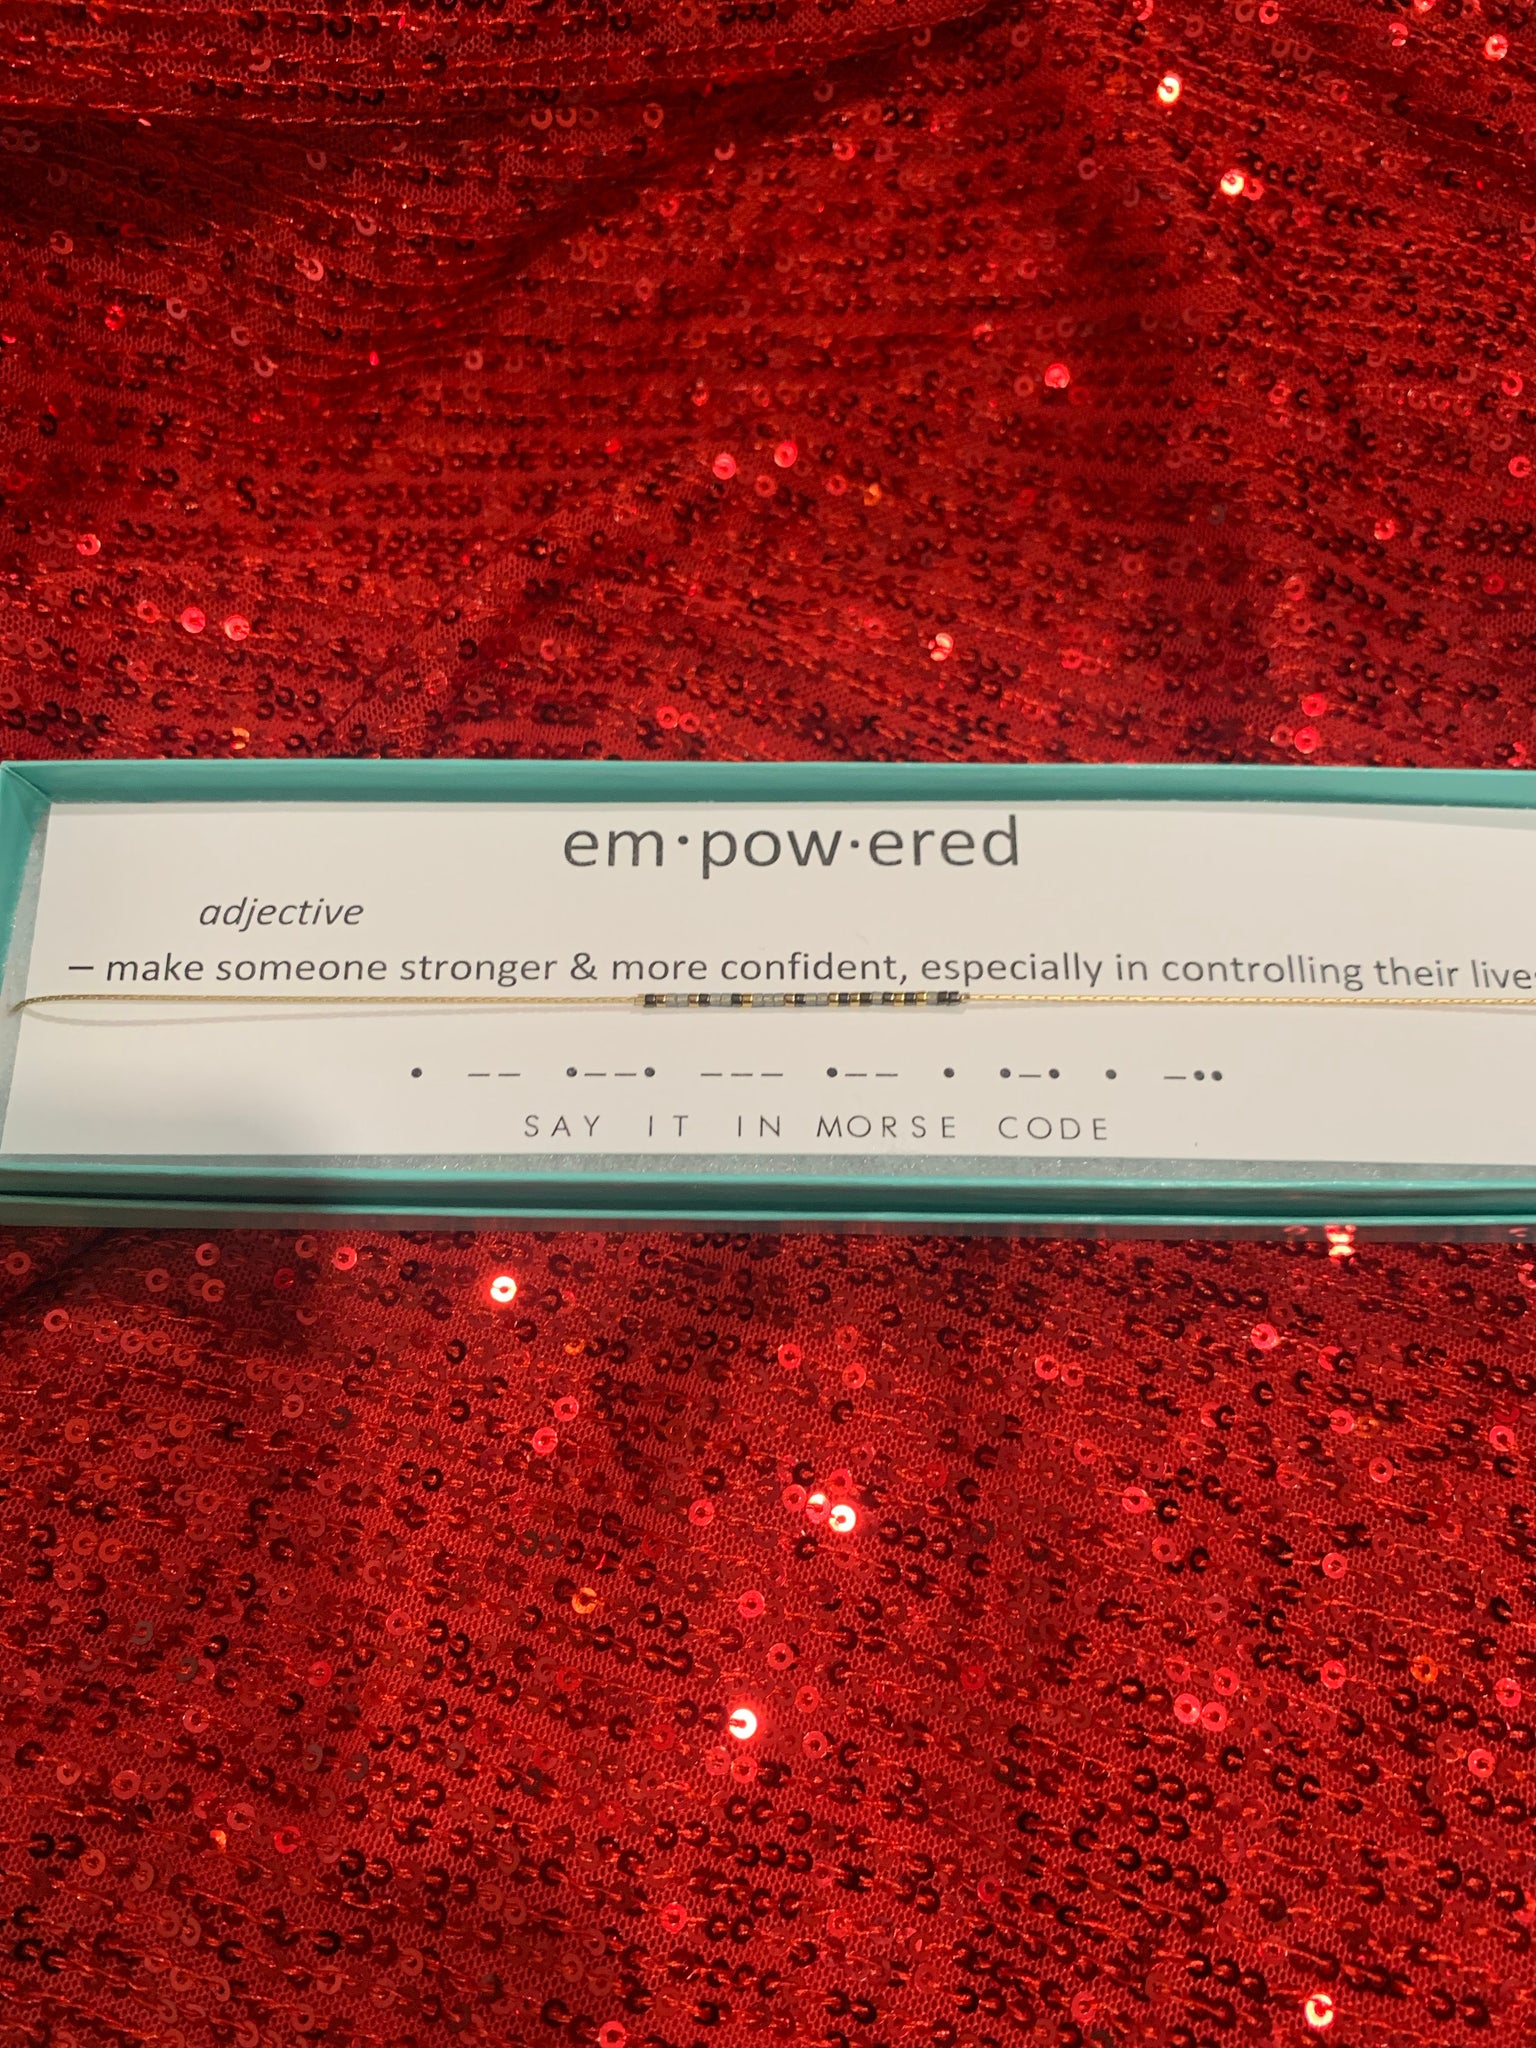 em·pow·ered
adjective
– make someone stronger & more confident, especially in controlling their lives
• –– •––• ––– •–– • •–• • –••
SAY IT IN MORSE CODE